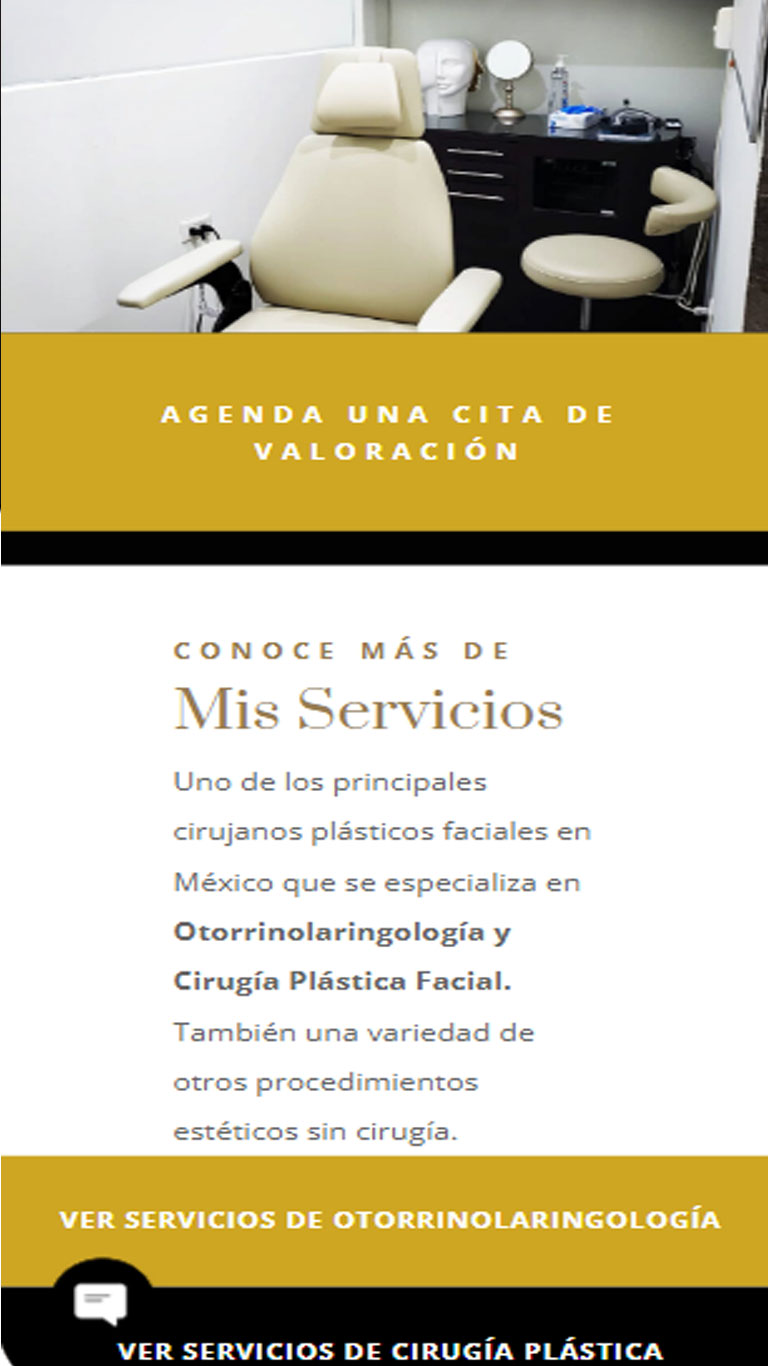 AGENDA UNA CITA DE
VALORACIÓN
CONOCE MÁS DE
Mis Servicios
Uno de los principales
cirujanos plásticos faciales en
México que se especializa en
Otorrinolaringología y
Cirugía Plástica Facial.
También una variedad de
otros procedimientos
estéticos sin cirugía.
VER SERVICIOS DE OTORRINOLARINGOLOGÍA
VER SERVICIOS DE CIRUGÍA PLÁSTICA